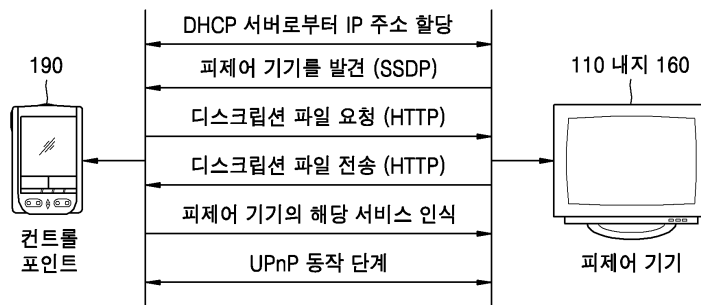 DHCP 서버로부터 IP 주소 할당
190
피제어 기기를 발견 (SSDP)
110 내지 160
디스크립션 파일 요청 (HTTP)
디스크립션 파일 전송 (HTTP)
피제어 기기의 해당 서비스 인식
컨트롤
포인트
UPnP 동작 단계
피제어 기기